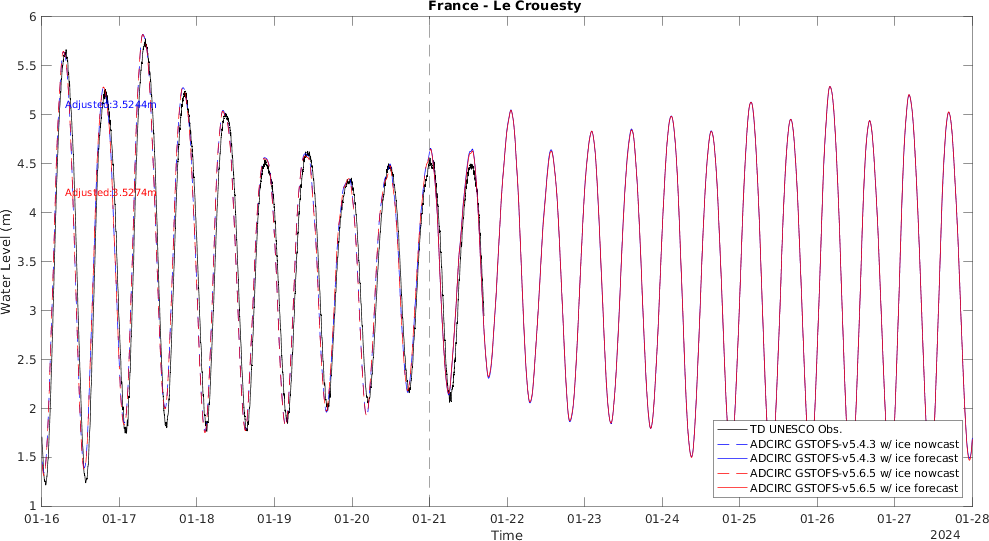 France - Le Crouesty
6
5.5
5
4.5
4
3.5
3
2.5
2
1.5
1
Water Level (m)
Adjusted:3.5244m
Adjusted:3.5274m
TD UNESCO Obs.
ADCIRC GSTOFS-v5.4.3 w/ ice nowcast
ADCIRC GSTOFS-v5.4.3 w/ ice forecast
ADCIRC GSTOFS-v5.6.5 w/ ice nowcast
ADCIRC GSTOFS-v5.6.5 w/ ice forecast
01-16 01-17 01-18 01-19 01-20 01-21 01-22 01-23 01-24 01-25 01-26 01-27 01-28
Time
2024